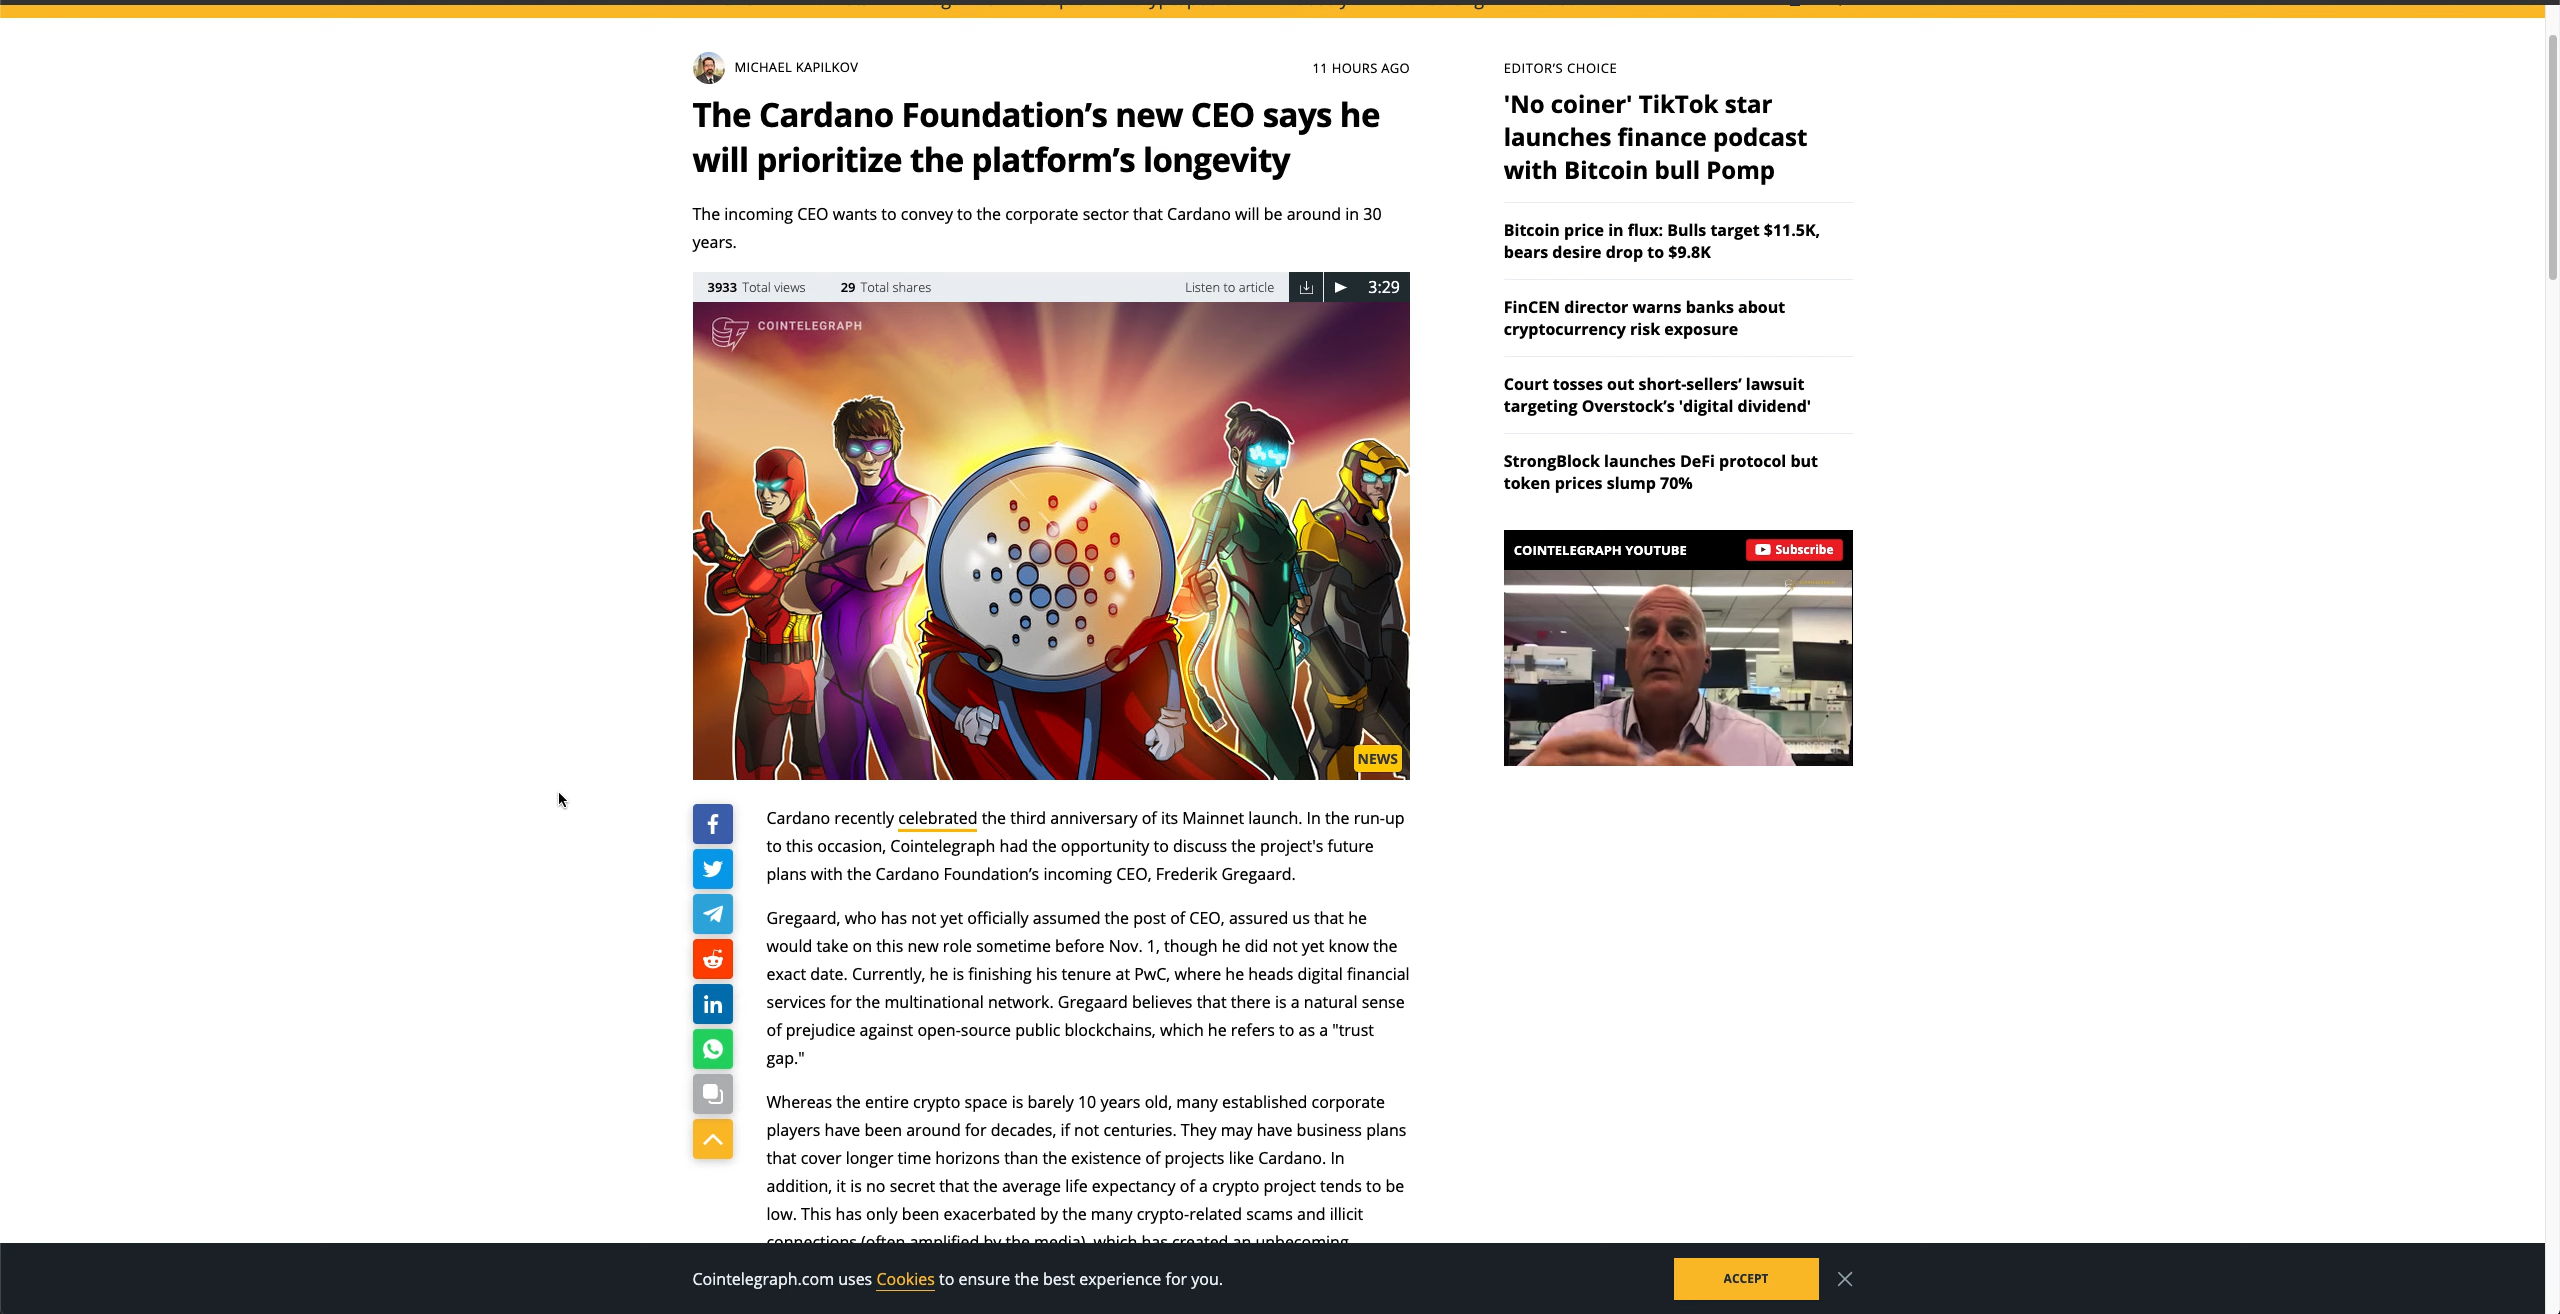 MICHAEL KAPILKOV
11 HOURS AGO
The Cardano Foundation’s new CEO says he
will prioritize the platform’s longevity
The incoming CEO wants to convey to the corporate sector that Cardano will be around in 30
years.
3933 Total views 29 Total shares Listen to article 3:29
COINTELEGRAPH
NEWS
Cardano recently celebrated the third anniversary of its Mainnet launch. In the run-up
to this occasion, Cointelegraph had the opportunity to discuss the project's future
plans with the Cardano Foundation’s incoming CEO, Frederik Gregaard.
Gregaard, who has not yet officially assumed the post of CEO, assured us that he
would take on this new role sometime before Nov. 1, though he did not yet know the
exact date. Currently, he is finishing his tenure at PwC, where he heads digital financial
services for the multinational network. Gregaard believes that there is a natural sense
of prejudice against open-source public blockchains, which he refers to as a "trust
gap."
Whereas the entire crypto space is barely 10 years old, many established corporate
players have been around for decades, if not centuries. They may have business plans
that cover longer time horizons than the existence of projects like Cardano. In
addition, it is no secret that the average life expectancy of a crypto project tends to be
low. This has only been exacerbated by the many crypto-related scams and illicit
connections (often amplified by the media), which has created an unbecoming
EDITOR’S CHOICE
'No coiner' TikTok star
launches finance podcast
with Bitcoin bull Pomp
Bitcoin price in flux: Bulls target $11.5K,
bears desire drop to $9.8K
FinCEN director warns banks about
cryptocurrency risk exposure
Court tosses out short-sellers’ lawsuit
targeting Overstock’s 'digital dividend'
StrongBlock launches DeFi protocol but
token prices slump 70%
COINTELEGRAPH YOUTUBE Subscribe
Cointelegraph.com uses Cookies to ensure the best experience for you.
ACCEPT